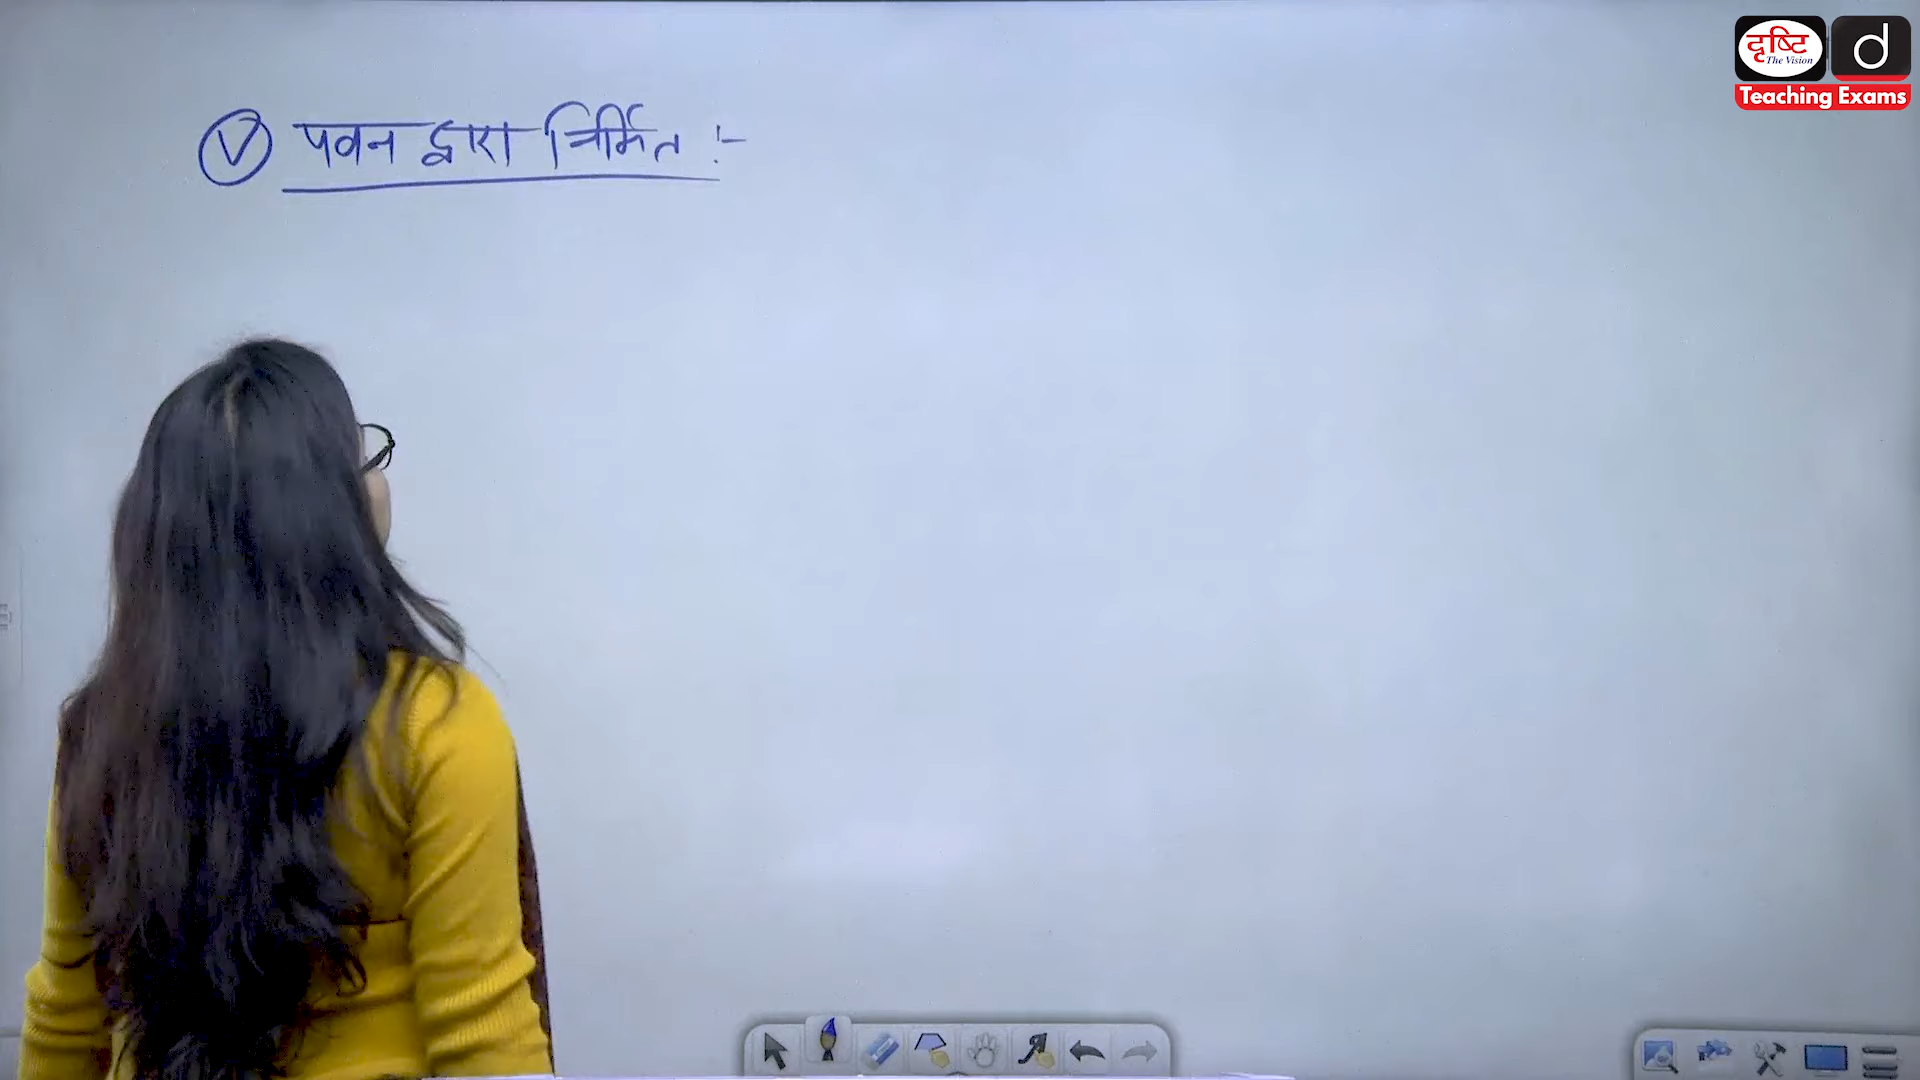 दृष्टि
The Vision
d
Teaching Exams
V पवन द्वारा निर्मित :-